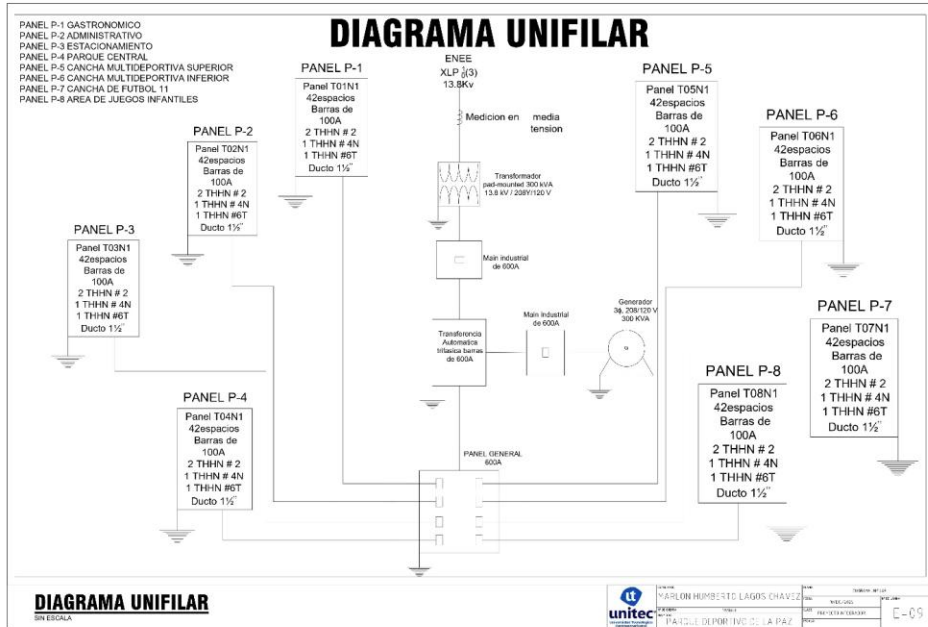 DIAGRAMA UNIFILAR
PANEL P-1 GASTRONOMICO
PANEL P-2 ADMINISTRATIVO
PANEL P-3 ESTACIONAMIENTO
PANEL P-4 PARQUE CENTRAL
PANEL P-5 CANCHA MULTIDEPORTIVA SUPERIOR
PANEL P-6 CANCHA MULTIDEPORTIVA INFERIOR
PANEL P-7 CANCHA DE FUTBOL 11
PANEL P-8 AREA DE JUEGOS INFANTILES
PANEL P-1
Panel T01N1
42espacios
Barras de
100A
2 THHN # 2
1 THHN # 4N
1 THHN #6T
Ducto 1½"
PANEL P-2
Panel T02N1
42espacios
Barras de
100A
2 THHN # 2
1 THHN # 4N
1 THHN #6T
Ducto 1½"
PANEL P-3
Panel T03N1
42espacios
Barras de
100A
2 THHN # 2
1 THHN # 4N
1 THHN #6T
Ducto 1½"
PANEL P-4
Panel T04N1
42espacios
Barras de
100A
2 THHN # 2
1 THHN # 4N
1 THHN #6T
Ducto 1½"
ENEE
XLP (3)
13.8Kv
Medicion en media
tension
Transformador
pad-mounted 300 kVA
13.8 kV / 208Y/120 V
Main industrial
de 600A
Transferencia
Automatica
trifasica barras
de 600A
Main industrial
de 600A
Generador
3ϕ, 208/120 V
300 KVA
PANEL GENERAL
600A
PANEL P-5
Panel T05N1
42espacios
Barras de
100A
2 THHN # 2
1 THHN # 4N
1 THHN #6T
Ducto 1½"
PANEL P-6
Panel T06N1
42espacios
Barras de
100A
2 THHN # 2
1 THHN # 4N
1 THHN #6T
Ducto 1½"
PANEL P-7
Panel T07N1
42espacios
Barras de
100A
2 THHN # 2
1 THHN # 4N
1 THHN #6T
Ducto 1½"
PANEL P-8
Panel T08N1
42espacios
Barras de
100A
2 THHN # 2
1 THHN # 4N
1 THHN #6T
Ducto 1½"
DIAGRAMA UNIFILAR
SIN ESCALA
unitec
MARLON HUMBERTO LAGOS CHAVEZ
PARQUE DEPORTIVO DE LA PAZ
E-09